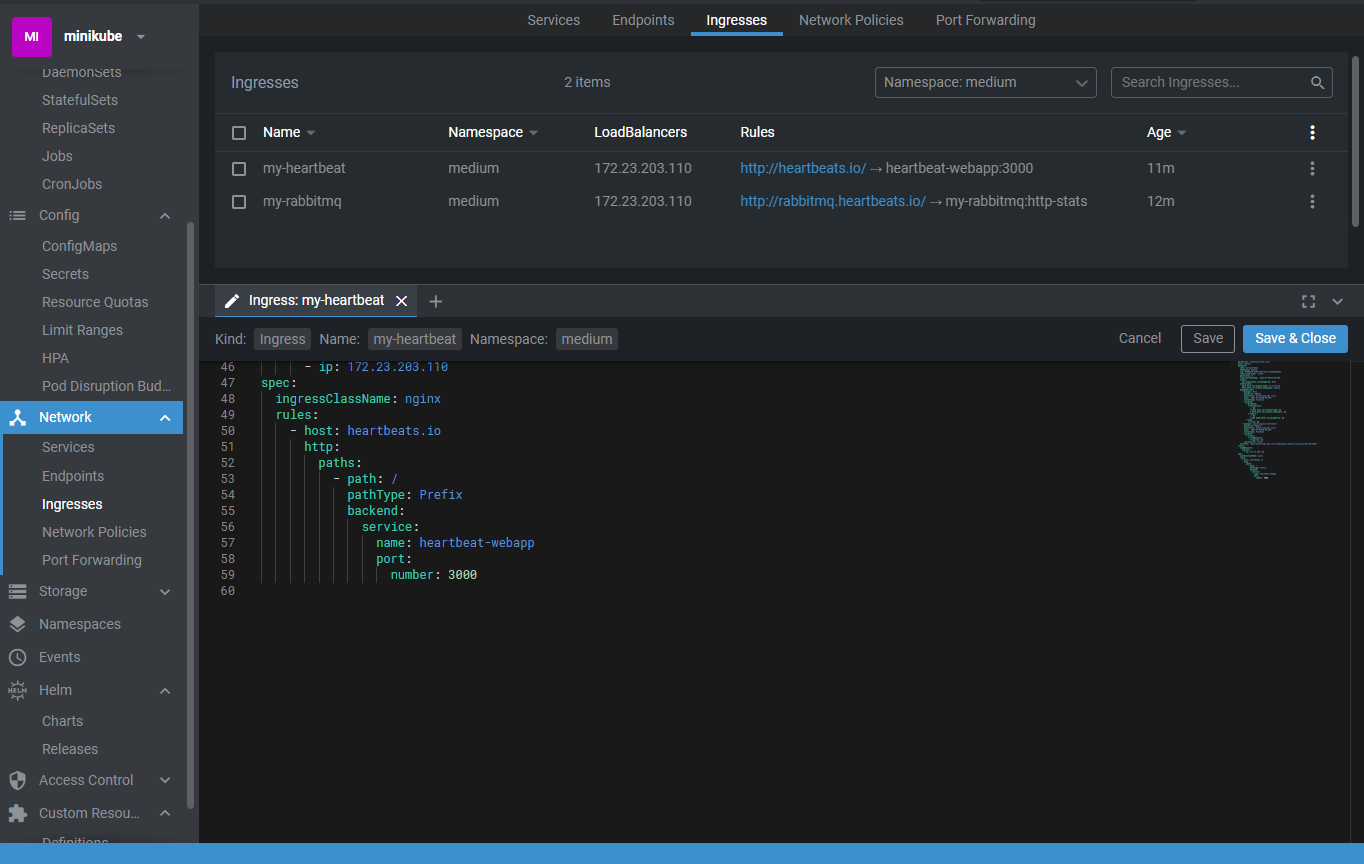 MI
minikube
DaemonSets
StatefulSets
ReplicaSets
Jobs
CronJobs
Config
ConfigMaps
Secrets
Resource Quotas
Limit Ranges
HPA
Pod Disruption Bud...
Network
Services
Endpoints
Ingresses
Network Policies
Port Forwarding
Storage
Namespaces
Events
HELM
Helm
Charts
Releases
Access Control
Custom Resou...
Definitions
Services Endpoints Ingresses Network Policies Port Forwarding
Ingresses 2 items Namespace: medium Search Ingresses...
Name Namespace LoadBalancers Rules Age
my-heartbeat medium 172.23.203.110 http://heartbeats.io/ ⇢ heartbeat-webapp:3000 11m
my-rabbitmq medium 172.23.203.110 http://rabbitmq.heartbeats.io/ ⇢ my-rabbitmq:http-stats 12m
Ingress: my-heartbeat
Kind: Ingress Name: my-heartbeat Namespace: medium Cancel Save Save & Close
46 - ip: 172.23.203.110
47 spec:
48 ingressClassName: nginx
49 rules:
50 - host: heartbeats.io
51 http:
52 paths:
53 - path: /
54 pathType: Prefix
55 backend:
56 service:
57 name: heartbeat-webapp
58 port:
59 number: 3000
60